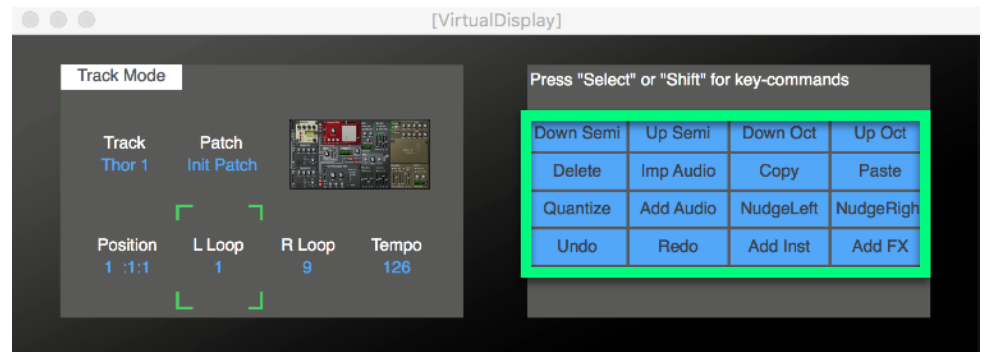 [VirtualDisplay]
Track Mode
Track Patch
Thor 1 Init Patch
Position L Loop R Loop Tempo
1 :1:1 1 9 126
Press "Select" or "Shift" for key-commands
Down Semi Up Semi Down Oct Up Oct
Delete Imp Audio Copy Paste
Quantize Add Audio NudgeLeft NudgeRigh
Undo Redo Add Inst Add FX